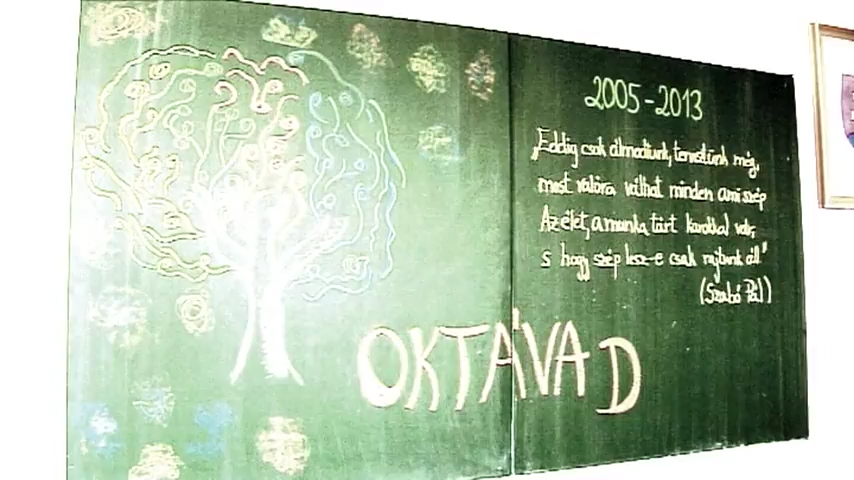 2005-2013
„Eddig csak álmodtunk, terveztünk még,
most valóra válhat minden ami szép
Az élet, a munka tárt karokkal vár,
s hogy szép lesz-e csak rajtunk áll."
(Szabó Pál)
OKTÁVA D